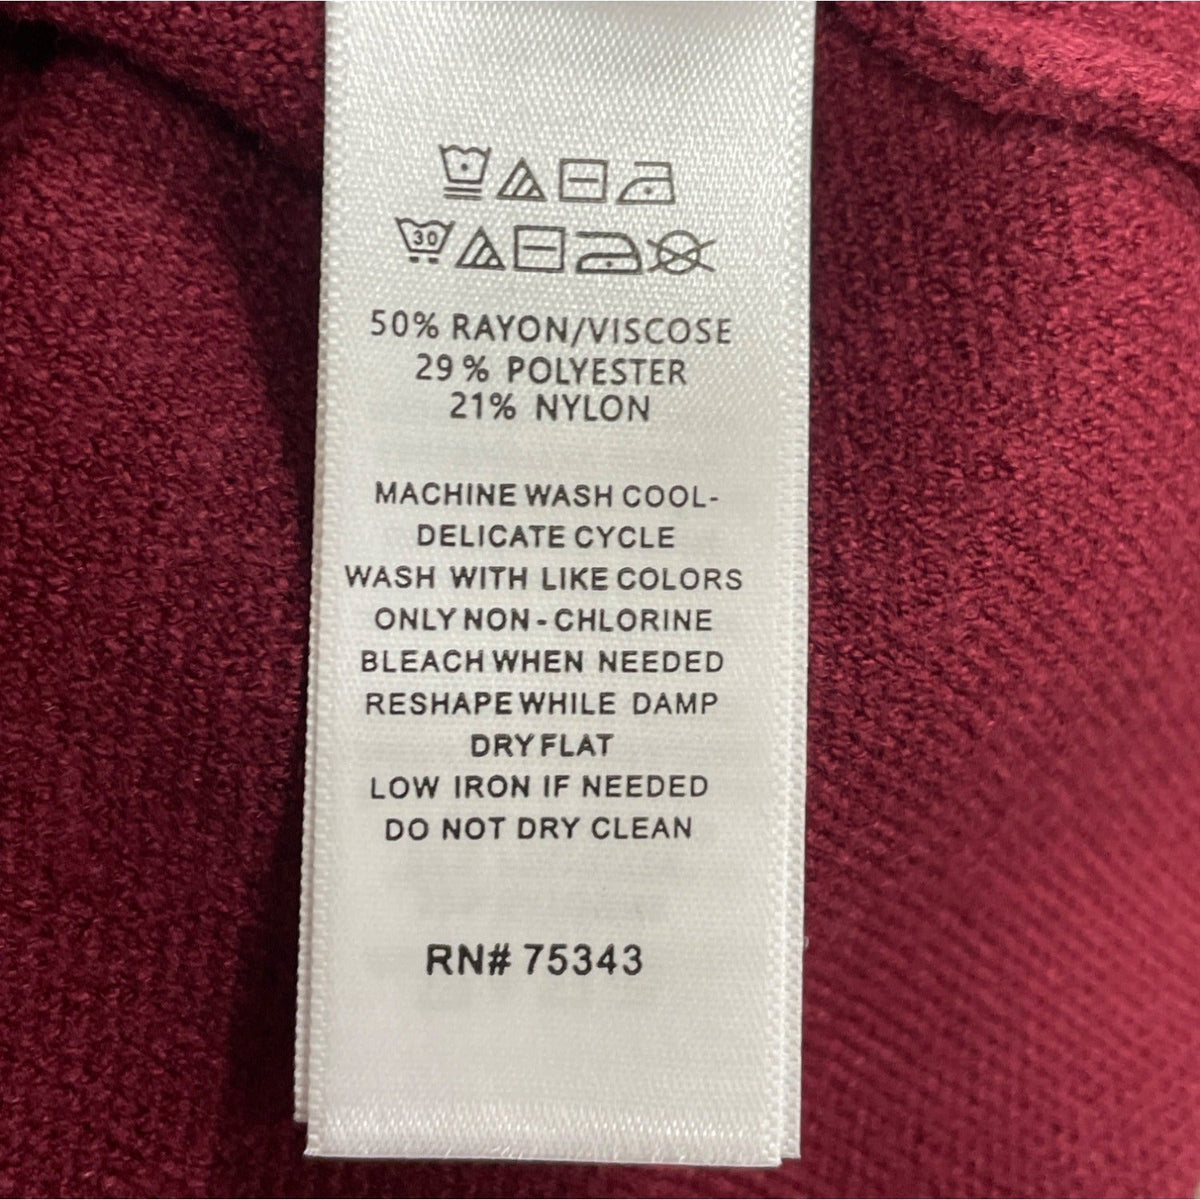 30
50% RAYON/VISCOSE
29% POLYESTER
21% NYLON
MACHINE WASH COOL-
DELICATE CYCLE
WASH WITH LIKE COLORS
ONLY NON-CHLORINE
BLEACH WHEN NEEDED
RESHAPE WHILE DAMP
DRY FLAT
LOW IRON IF NEEDED
DO NOT DRY CLEAN
RN# 75343